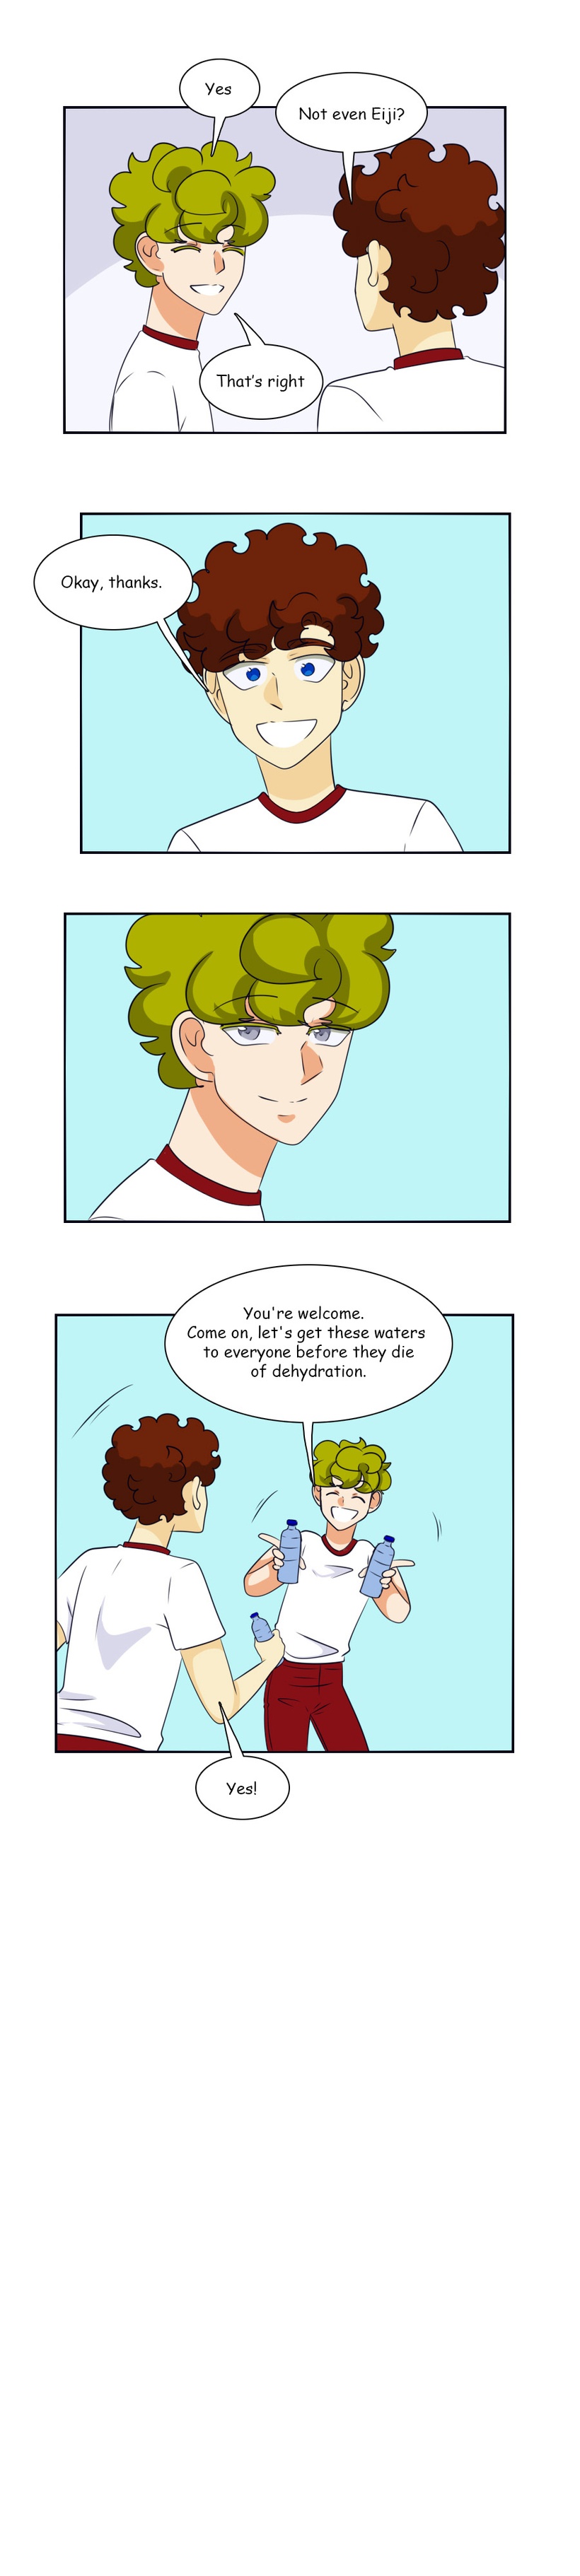 Yes
Not even Eiji?
That's right
Okay, thanks.
You're welcome.
Come on, let's get these waters
to everyone before they die
of dehydration.
Yes!